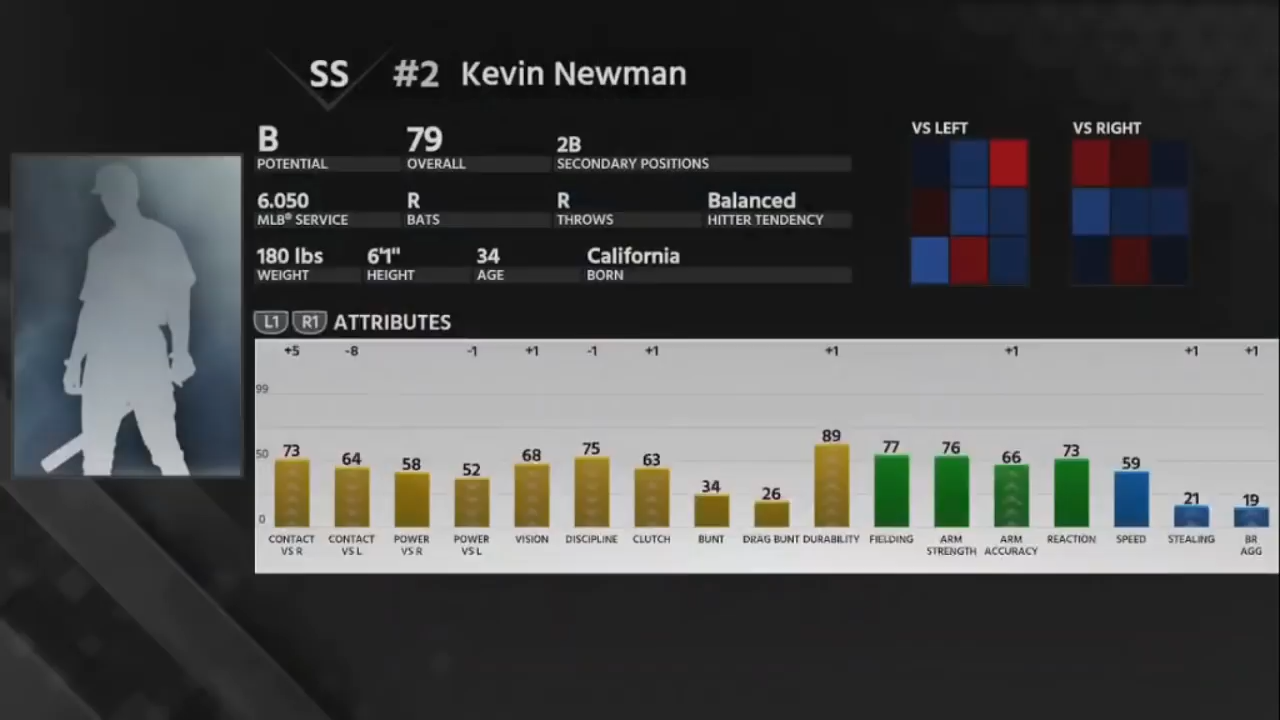 SS #2 Kevin Newman
B 79 2B
POTENTIAL OVERALL SECONDARY POSITIONS
6.050 R R Balanced
MLB® SERVICE BATS THROWS HITTER TENDENCY
180 lbs 6'1" 34 California
WEIGHT HEIGHT AGE BORN
VS LEFT VS RIGHT
L1 R1 ATTRIBUTES
+5 -8 -1 +1 -1 +1 +1 +1 +1 +1
99
50
0
73 64 58 52 68 75 63 34 26 89 77 76 66 73 59 21 19
CONTACT CONTACT POWER POWER VISION DISCIPLINE CLUTCH BUNT DRAG BUNT DURABILITY FIELDING ARM ARM REACTION SPEED STEALING BR
VS R VS L VS R VS L STRENGTH ACCURACY AGG